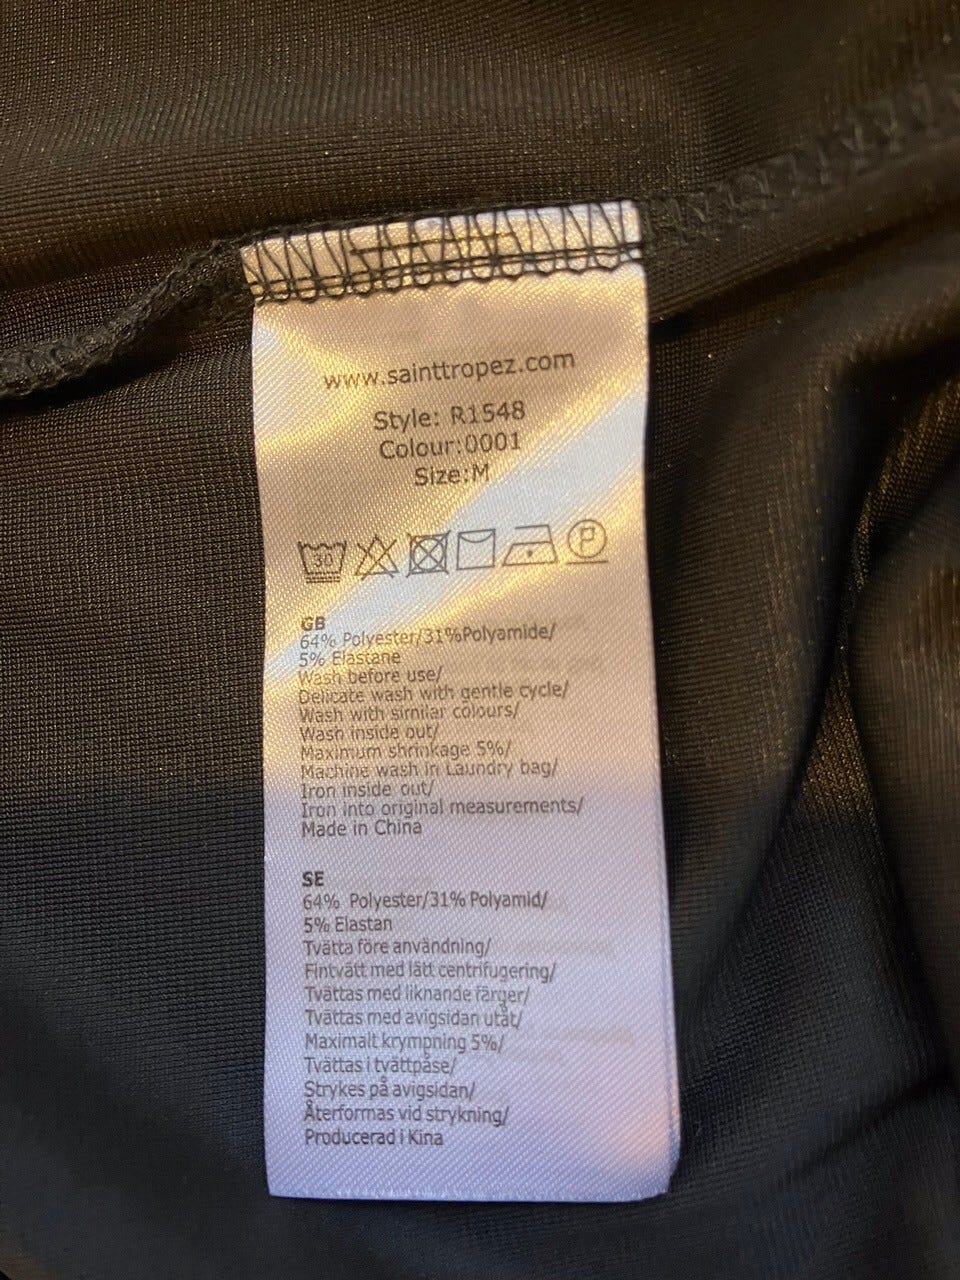 www.sainttropez.com
Style: R1548
Colour:0001
Size:M
30 P
GB
64% Polyester/31%Polyamide/
5% Elastane
Wash before use/
Delicate wash with gentle cycle/
Wash with similar colours/
Wash inside out/
Maximum shrinkage 5%/
Machine wash in Laundry bag/
Iron inside out/
Iron into original measurements/
Made in China
SE
64% Polyester/31% Polyamid/
5% Elastan
Tvätta före användning/
Fintvätt med lätt centrifugering/
Tvättas med liknande färger/
Tvättas med avigsidan utåt/
Maximalt krympning 5%/
Tvättas i tvättpåse/
Strykes på avigsidan/
Återformas vid strykning/
Producerad i Kina